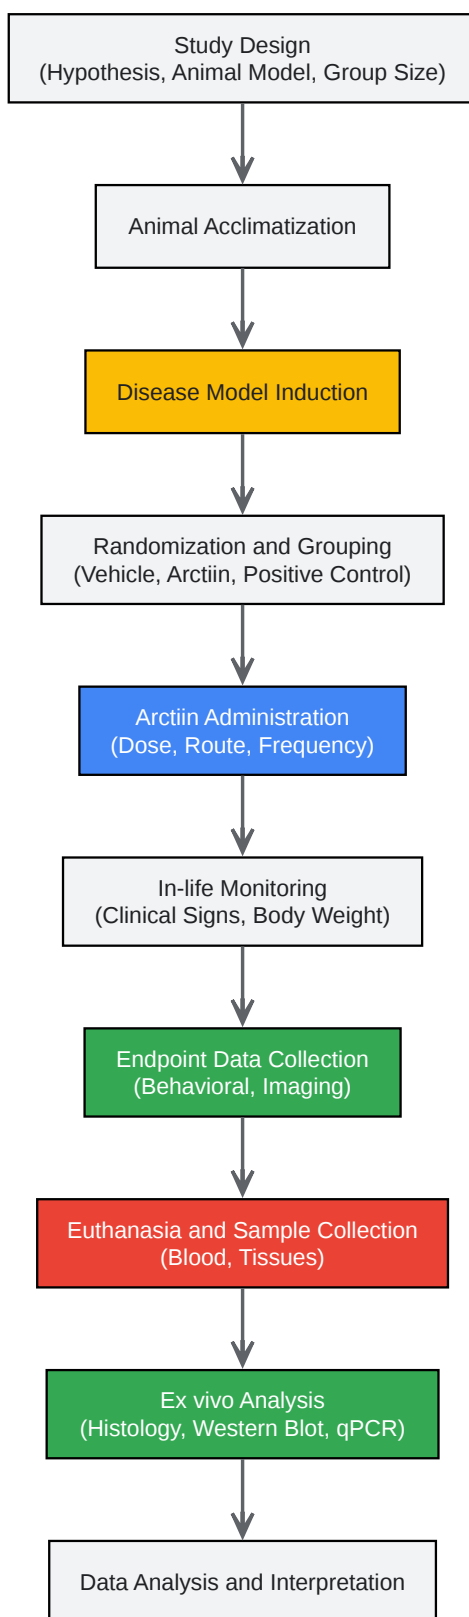 Study Design
(Hypothesis, Animal Model, Group Size)
Animal Acclimatization
Disease Model Induction
Randomization and Grouping
(Vehicle, Arctiin, Positive Control)
Arctiin Administration
(Dose, Route, Frequency)
In-life Monitoring
(Clinical Signs, Body Weight)
Endpoint Data Collection
(Behavioral, Imaging)
Euthanasia and Sample Collection
(Blood, Tissues)
Ex vivo Analysis
(Histology, Western Blot, qPCR)
Data Analysis and Interpretation